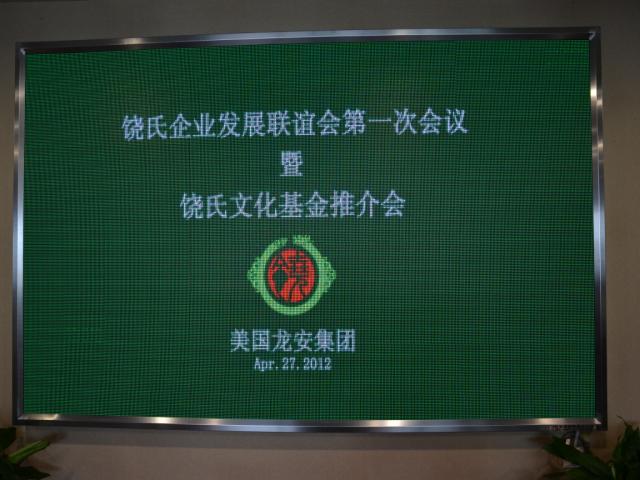 饶氏企业发展联谊会第一次会议
暨
饶氏文化基金推介会
美国龙安集团
Apr.27.2012